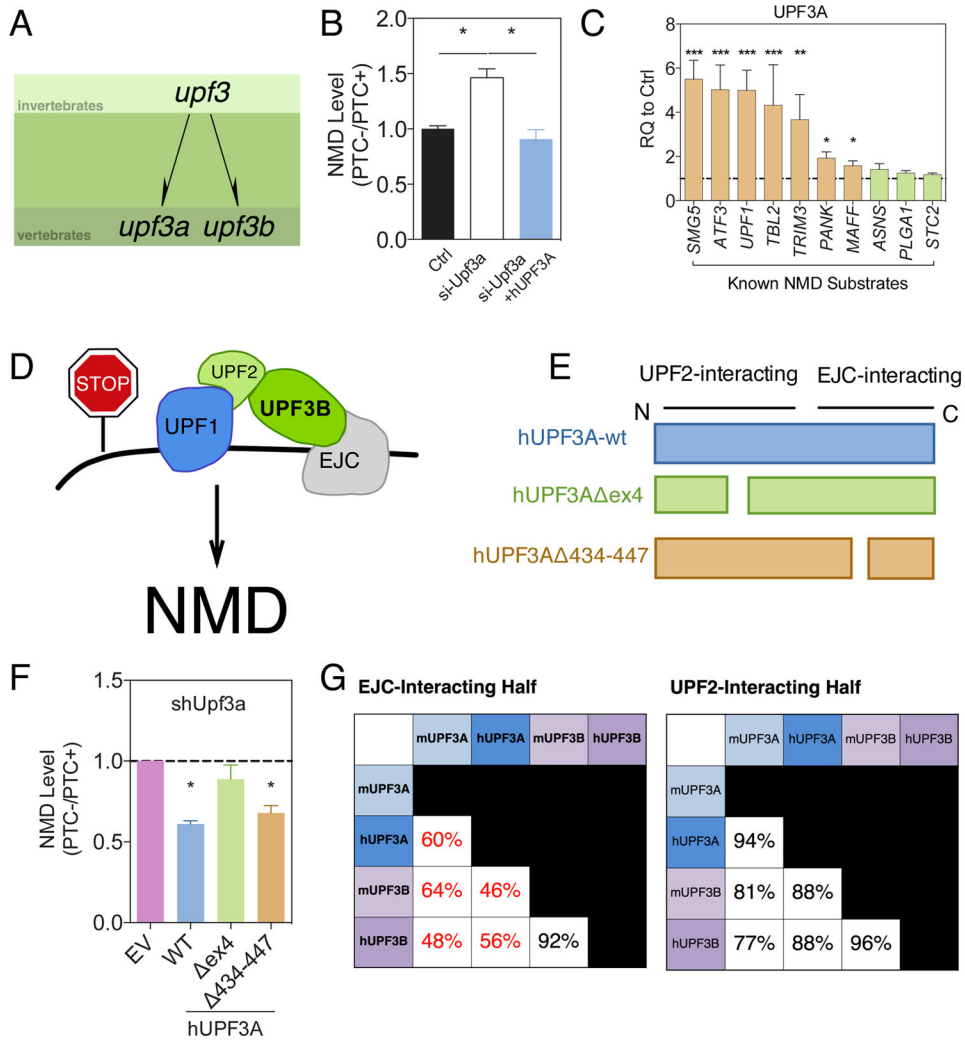 A
invertebrates
upf3
vertebrates
upf3a upf3b
B
NMD Level
(PTC-/PTC+)
2.0
1.5
1.0
0.5
0.0
*
*
Ctrl
si-Upf3a
si-Upf3a
+hUPF3A
C
UPF3A
RQ to Ctrl
8
6
4
2
0
***
***
***
***
**
*
*
SMG5
ATF3
UPF1
TBL2
TRIM3
PANK
MAFF
ASNS
PLGA1
STC2
Known NMD Substrates
D
STOP
UPF2
UPF3B
UPF1
EJC
NMD
E
UPF2-interacting
EJC-interacting
N
C
hUPF3A-wt
hUPF3AΔex4
hUPF3AΔ434-447
F
NMD Level
(PTC-/PTC+)
1.5
1.0
0.5
0.0
shUpf3a
*
*
EV
WT
Δex4
Δ434-447
hUPF3A
G
EJC-Interacting Half
mUPF3A hUPF3A mUPF3B hUPF3B
mUPF3A
hUPF3A 60%
mUPF3B 64% 46%
hUPF3B 48% 56% 92%
UPF2-Interacting Half
mUPF3A hUPF3A mUPF3B hUPF3B
mUPF3A
hUPF3A 94%
mUPF3B 81% 88%
hUPF3B 77% 88% 96%